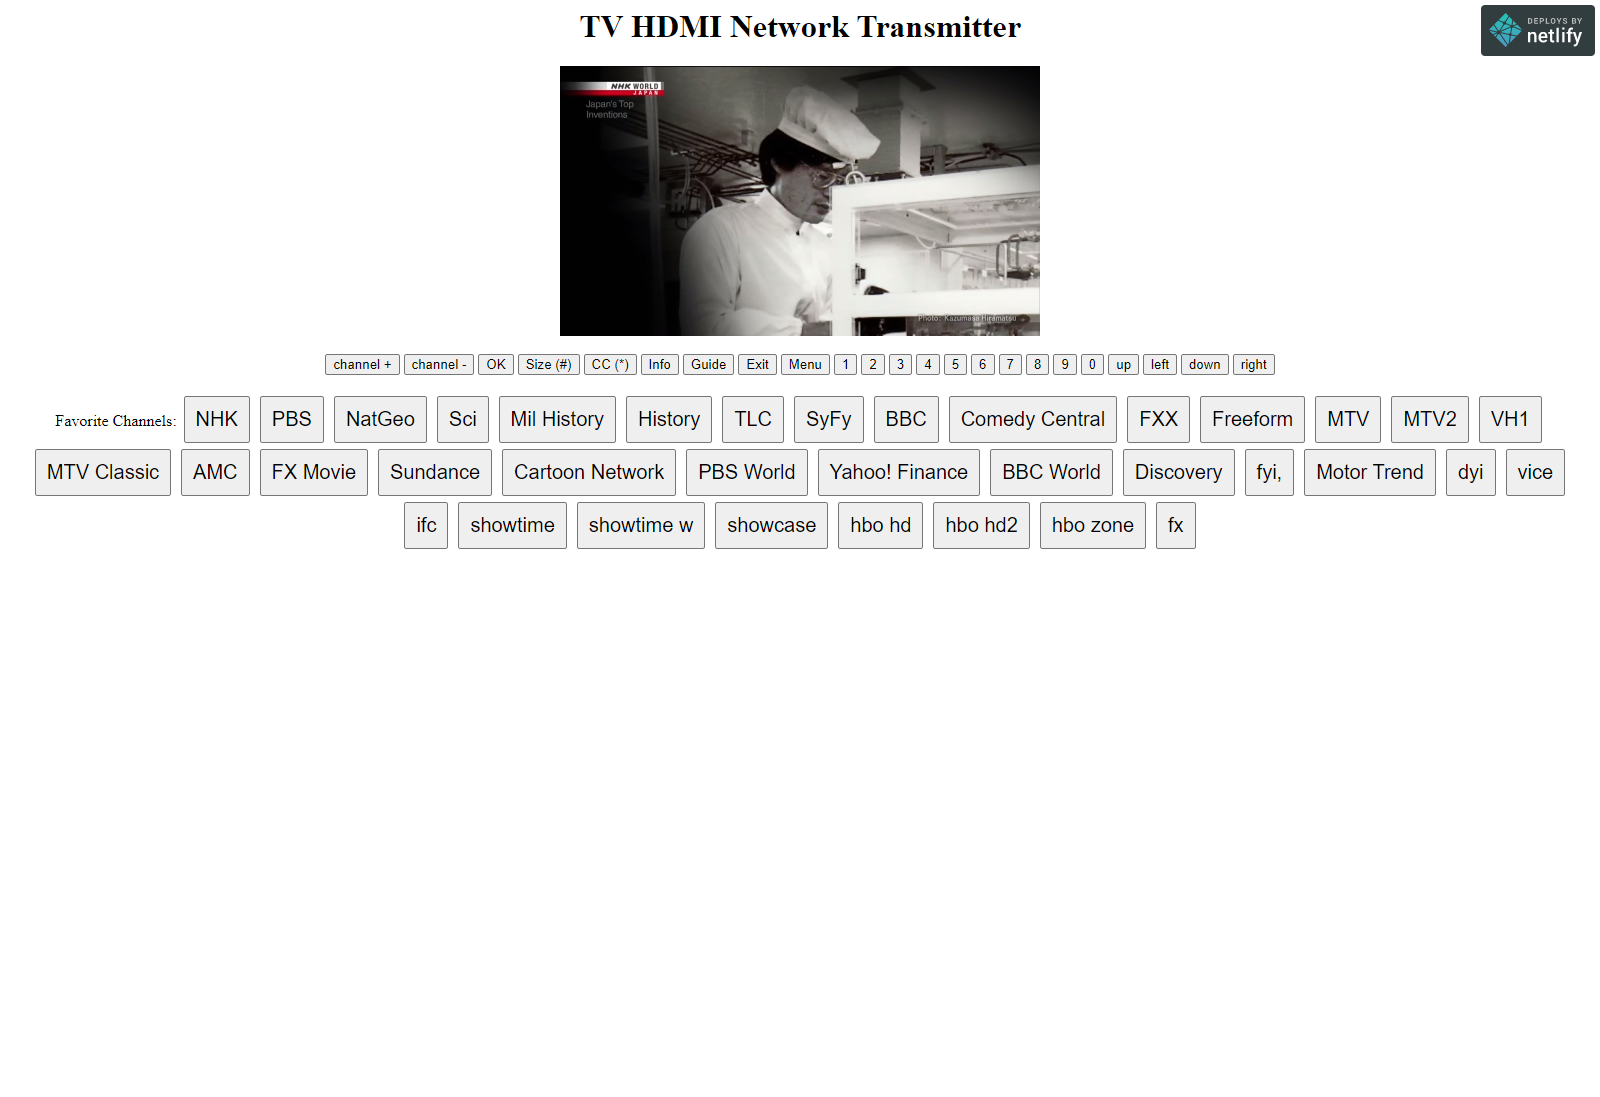 TV HDMI Network Transmitter
DEPLOYS BY
netlify
NHK WORLD
JAPAN
Japan's Top
Inventions
Photo: Kazumasa Hiramatsu
channel + channel - OK Size (#) CC (*) Info Guide Exit Menu 1 2 3 4 5 6 7 8 9 0 up left down right
Favorite Channels: NHK PBS NatGeo Sci Mil History History TLC SyFy BBC Comedy Central FXX Freeform MTV MTV2 VH1
MTV Classic AMC FX Movie Sundance Cartoon Network PBS World Yahoo! Finance BBC World Discovery fyi, Motor Trend dyi vice
ifc showtime showtime w showcase hbo hd hbo hd2 hbo zone fx